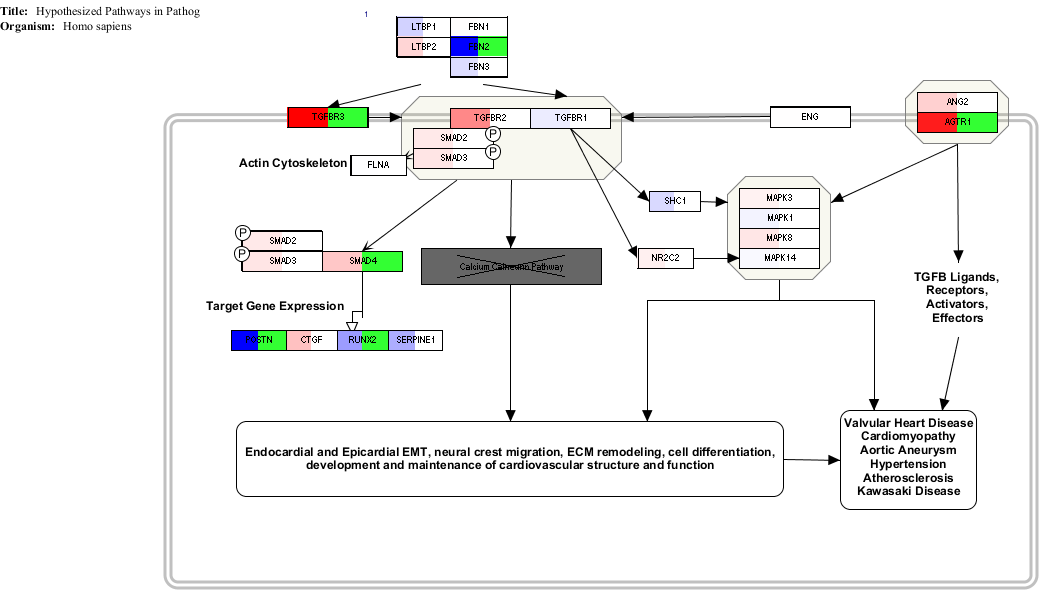 Title: Hypothesized Pathways in Pathog
Organism: Homo sapiens
1
LTBP1 FBN1
LTBP2 FBN2
FBN3
TGFBR3 TGFBR2 TGFBR1 ENG
ANG2
AGTR1
SMAD2 P
SMAD3 P
Actin Cytoskeleton FLNA
SHC1
MAPK3
MAPK1
MAPK8
MAPK14
NR2C2
P SMAD2
P SMAD3 SMAD4
Calcium Calcineurin Pathway
TGFB Ligands,
Receptors,
Activators,
Effectors
Target Gene Expression
POSTN CTGF RUNX2 SERPINE1
Endocardial and Epicardial EMT, neural crest migration, ECM remodeling, cell differentiation,
development and maintenance of cardiovascular structure and function
Valvular Heart Disease
Cardiomyopathy
Aortic Aneurysm
Hypertension
Atherosclerosis
Kawasaki Disease